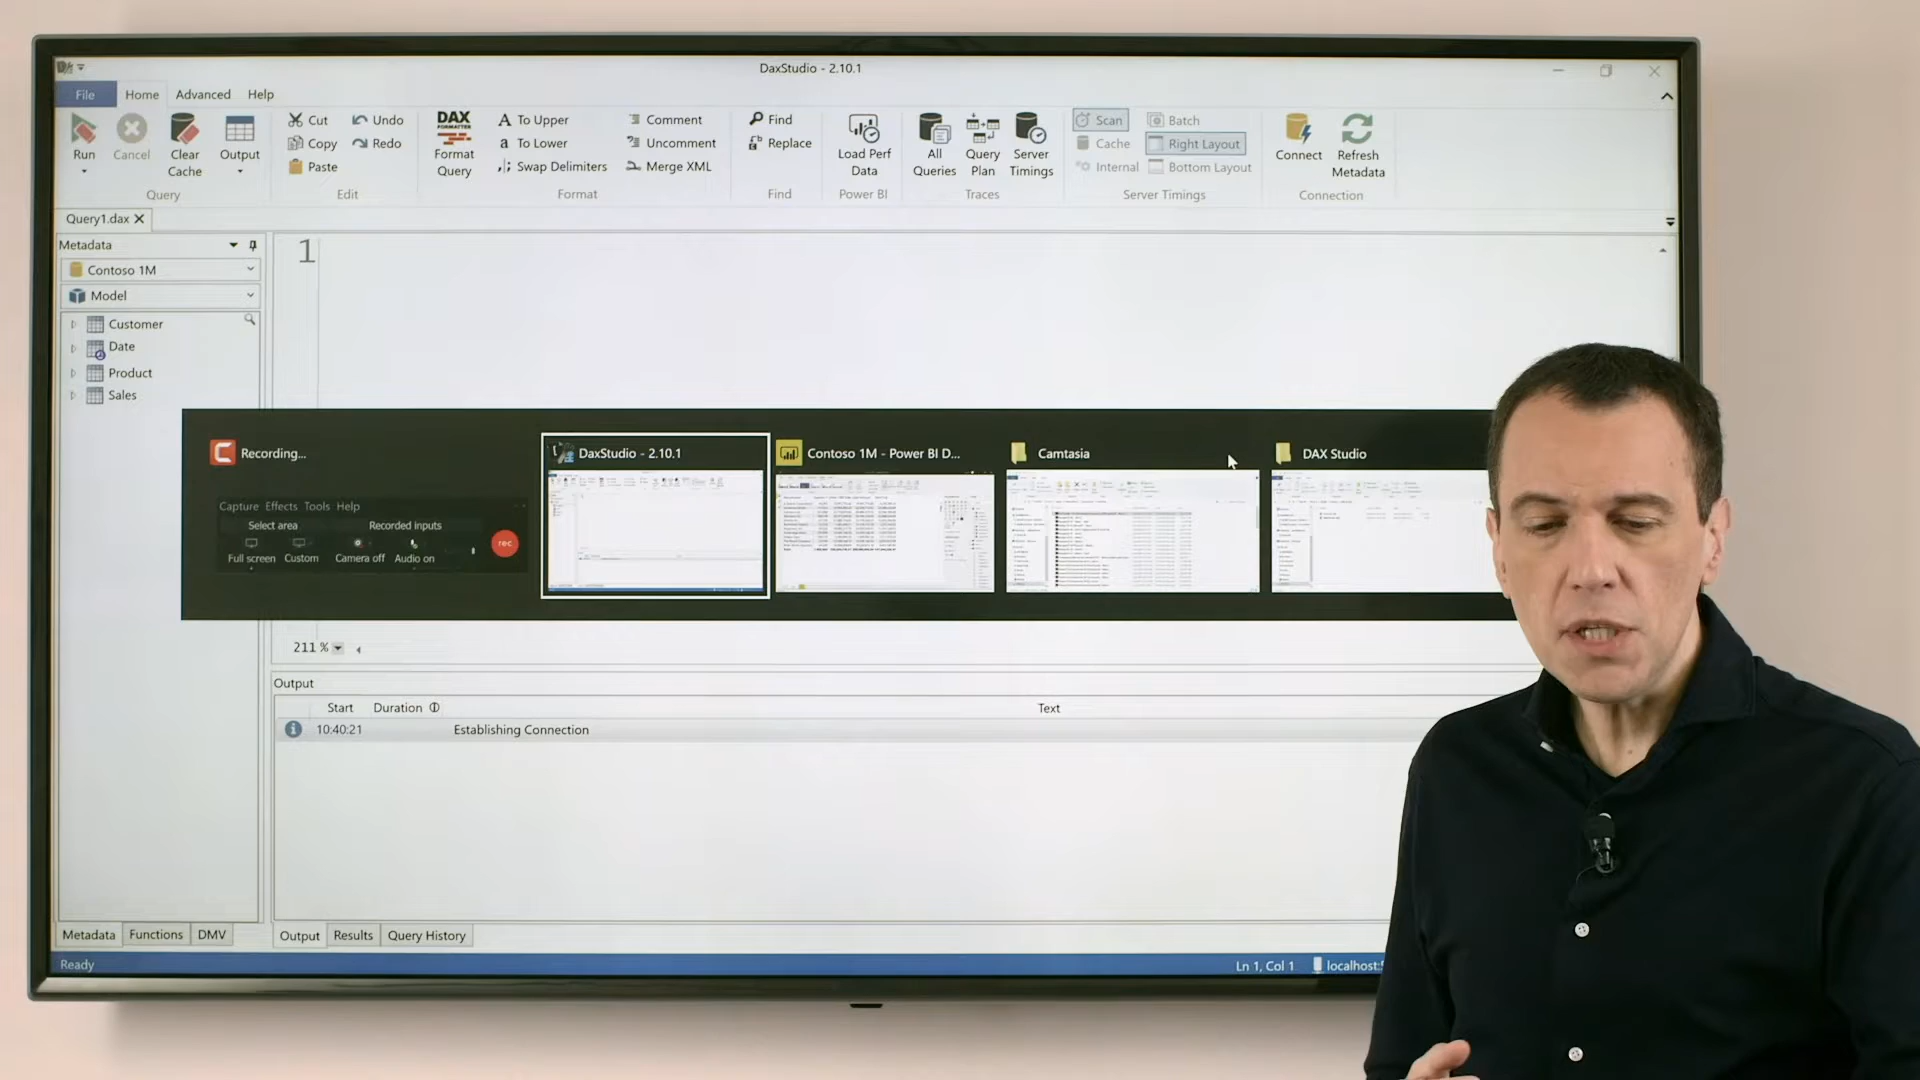 DaxStudio - 2.10.1
File Home Advanced Help
Run
Cancel
Clear Cache
Output
Query
Cut
Copy
Paste
Undo
Redo
Edit
DAX
FORMATTER
Format Query
To Upper
To Lower
Swap Delimiters
Comment
Uncomment
Merge XML
Format
Find
Replace
Find
Load Perf Data
Power BI
All Queries
Query Plan
Server Timings
Traces
Scan
Cache
Internal
Batch
Right Layout
Bottom Layout
Server Timings
Connect
Refresh Metadata
Connection
Query1.dax
Metadata
Contoso 1M
Model
Customer
Date
Product
Sales
1
Recording...
Capture Effects Tools Help
Select area
Recorded inputs
Full screen
Custom
Camera off
Audio on
rec
DaxStudio - 2.10.1
Contoso 1M - Power BI D...
Camtasia
DAX Studio
211 %
Output
Start Duration Text
10:40:21 Establishing Connection
Metadata Functions DMV
Output Results Query History
Ready
Ln 1, Col 1
localhost: